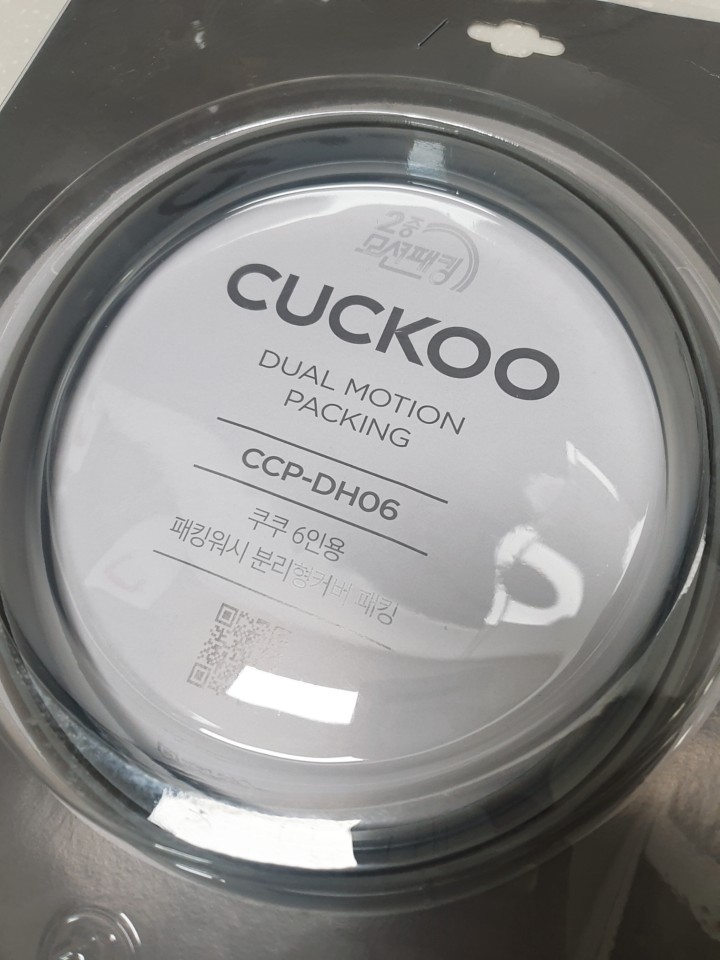 2중
모션패킹
CUCKOO
DUAL MOTION
PACKING
CCP-DH06
쿠쿠 6인용
패킹워시 분리형커버 패킹